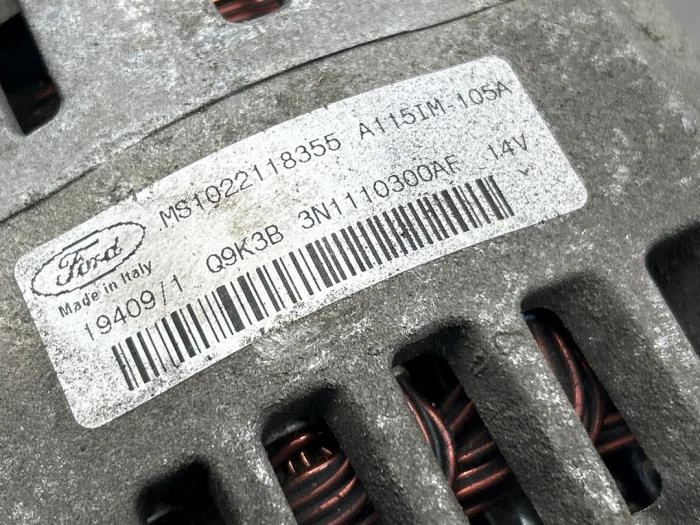 Ford MS1022118355 A115IM-105A
Made in Italy
19409/1 Q9K3B 3N1110300AF 14V